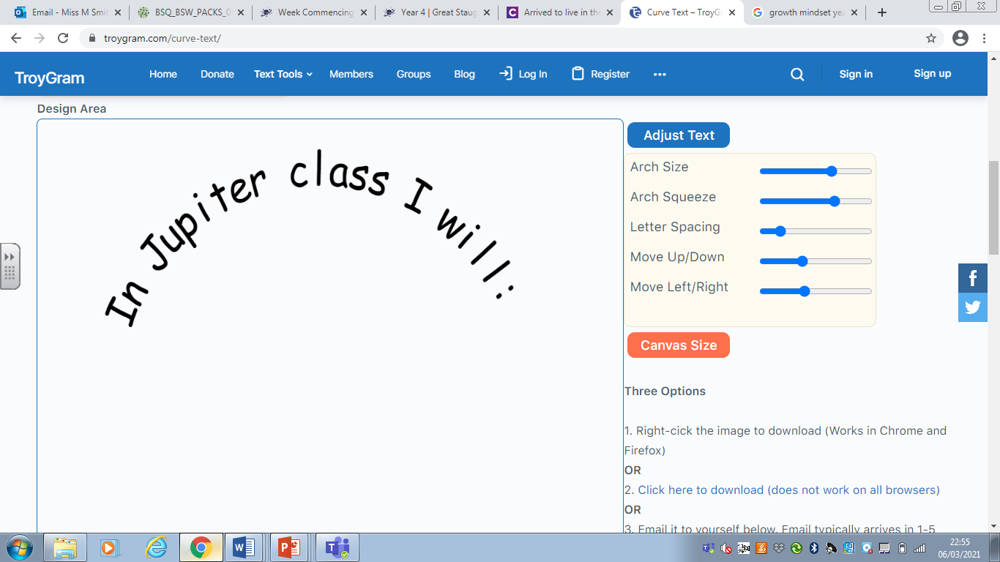 Email - Miss M Smit
BSQ_BSW_PACKS_0
Week Commencing
Year 4 | Great Staug
Arrived to live in the
Curve Text – TroyGr
growth mindset yea
troygram.com/curve-text/
TroyGram
Home
Donate
Text Tools
Members
Groups
Blog
Log In
Register
Sign in
Sign up
Design Area
In Jupiter class I will:
Adjust Text
Arch Size
Arch Squeeze
Letter Spacing
Move Up/Down
Move Left/Right
Canvas Size
Three Options
1. Right-cick the image to download (Works in Chrome and
Firefox)
OR
2. Click here to download (does not work on all browsers)
OR
3. Email it to yourself below. Email typically arrives in 1-5
22:55
06/03/2021